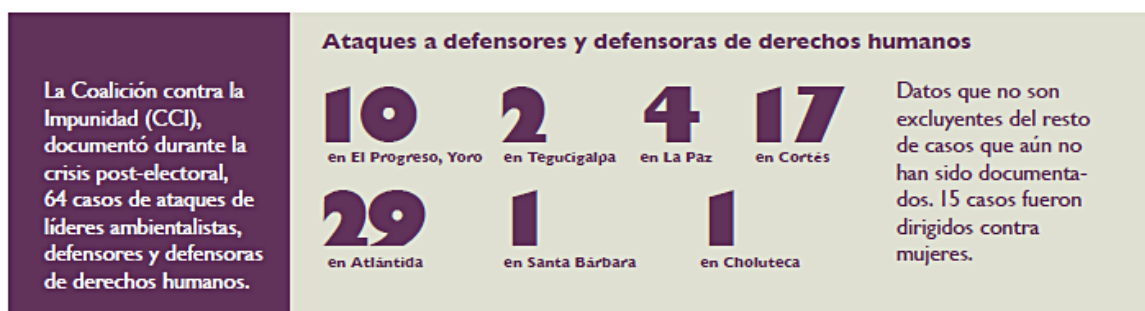 La Coalición contra la
Impunidad (CCI),
documentó durante la
crisis post-electoral,
64 casos de ataques de
líderes ambientalistas,
defensores y defensoras
de derechos humanos.
Ataques a defensores y defensoras de derechos humanos
10
en El Progreso, Yoro
2
en Tegucigalpa
4
en La Paz
17
en Cortés
29
en Atlántida
1
en Santa Bárbara
1
en Choluteca
Datos que no son
excluyentes del resto
de casos que aún no
han sido documenta-
dos. 15 casos fueron
dirigidos contra
mujeres.